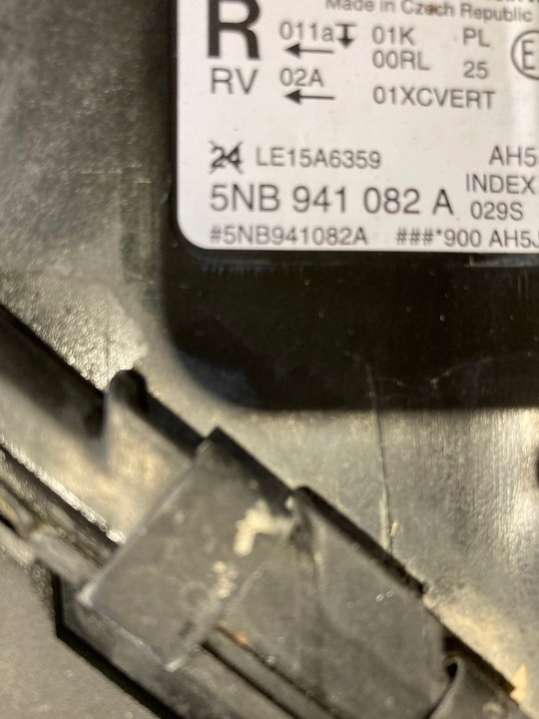 Made in Czech Republic
R 011a 01K PL E
00RL 25
RV 02A 01XCVERT
24 LE15A6359 AH5
5NB 941 082 A INDEX 029S
#5NB941082A ###*900 AH5J